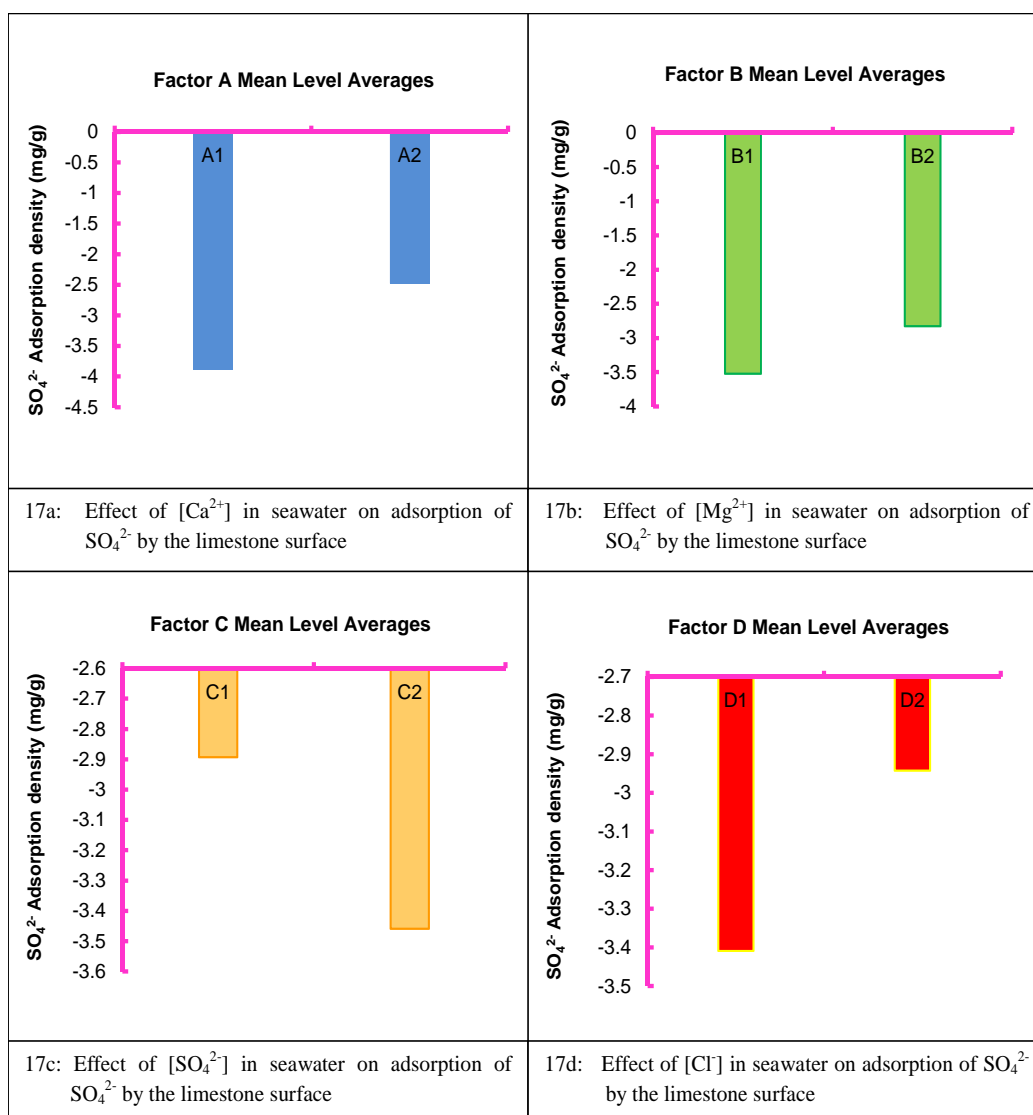 Factor A Mean Level Averages
SO₄²⁻ Adsorption density (mg/g)
0
-0.5
-1
-1.5
-2
-2.5
-3
-3.5
-4
-4.5
A1
A2
Factor B Mean Level Averages
SO₄²⁻ Adsorption density (mg/g)
0
-0.5
-1
-1.5
-2
-2.5
-3
-3.5
-4
B1
B2
17a: Effect of [Ca²⁺] in seawater on adsorption of
SO₄²⁻ by the limestone surface
17b: Effect of [Mg²⁺] in seawater on adsorption of
SO₄²⁻ by the limestone surface
Factor C Mean Level Averages
SO₄²⁻ Adsorption density (mg/g)
-2.6
-2.7
-2.8
-2.9
-3
-3.1
-3.2
-3.3
-3.4
-3.5
-3.6
C1
C2
Factor D Mean Level Averages
SO₄²⁻ Adsorption density (mg/g)
-2.7
-2.8
-2.9
-3
-3.1
-3.2
-3.3
-3.4
-3.5
D1
D2
17c: Effect of [SO₄²⁻] in seawater on adsorption of
SO₄²⁻ by the limestone surface
17d: Effect of [Cl⁻] in seawater on adsorption of SO₄²⁻
by the limestone surface